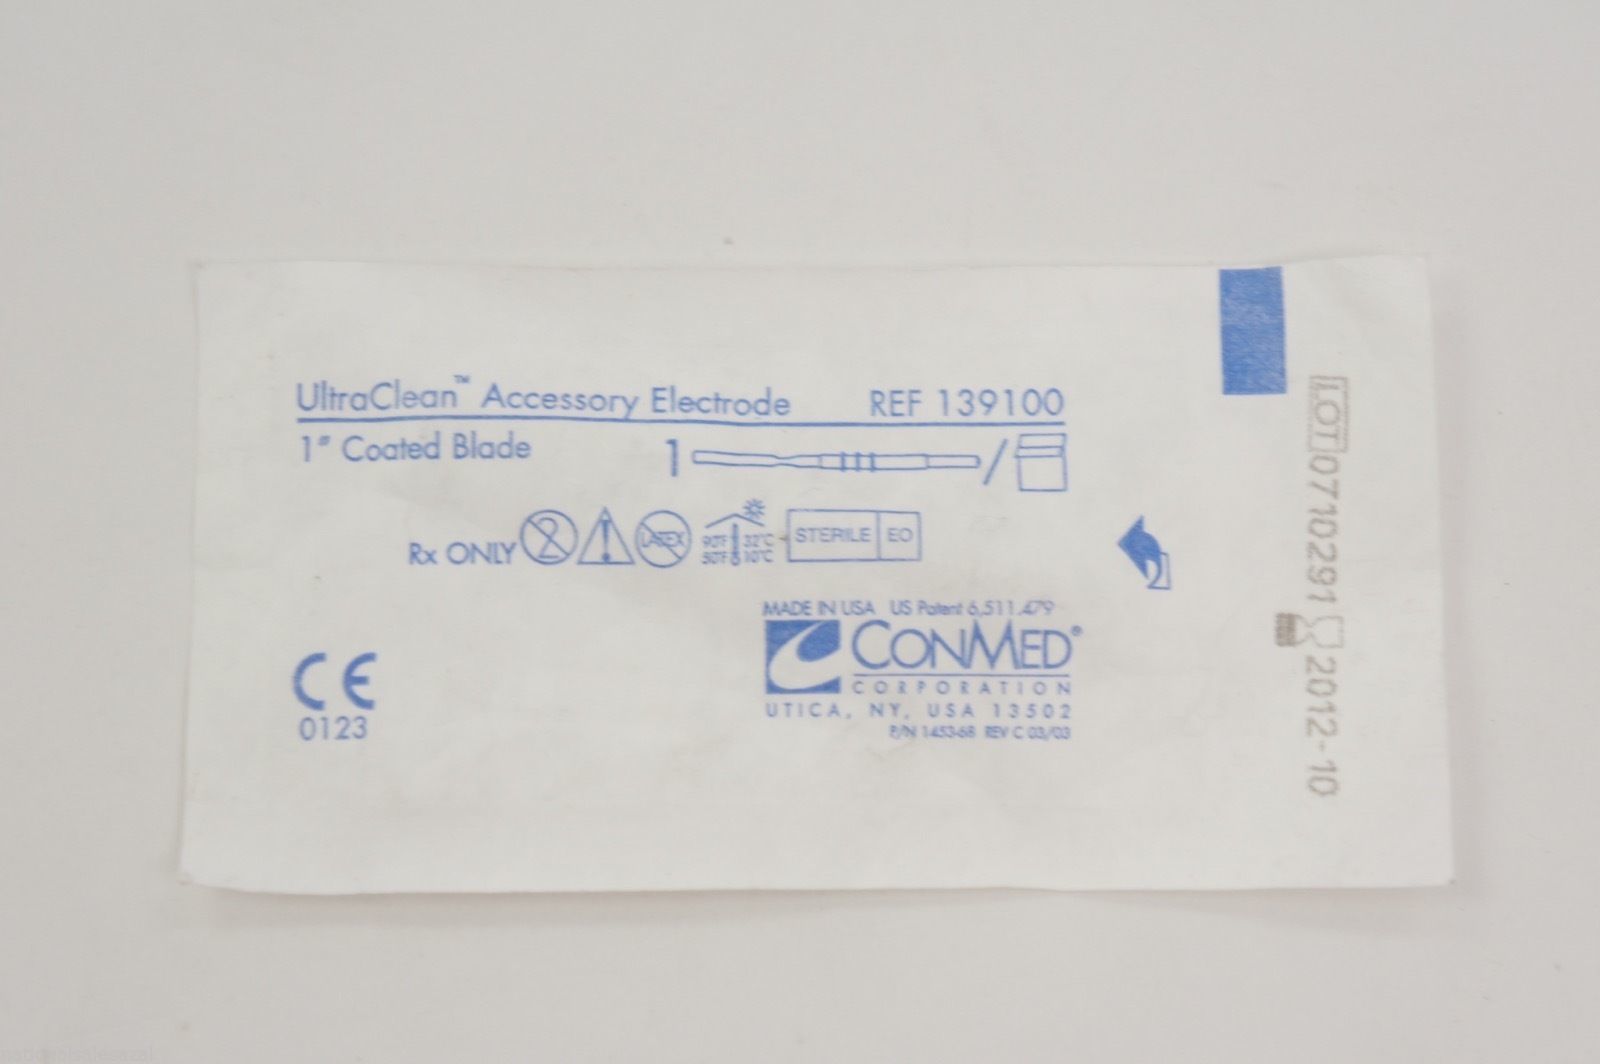 UltraClean™ Accessory Electrode REF 139100
1" Coated Blade 1 /
Rx ONLY 2 ! LATEX 90°F 32°C STERILE EO
50°F 10°C
MADE IN USA US Patent 6,511,479
CONMED®
CORPORATION
UTICA, NY, USA 13502
P/N 145368 REV C 03/03
CE
0123
LOT 0710291 2012-10
nationalsalesazal